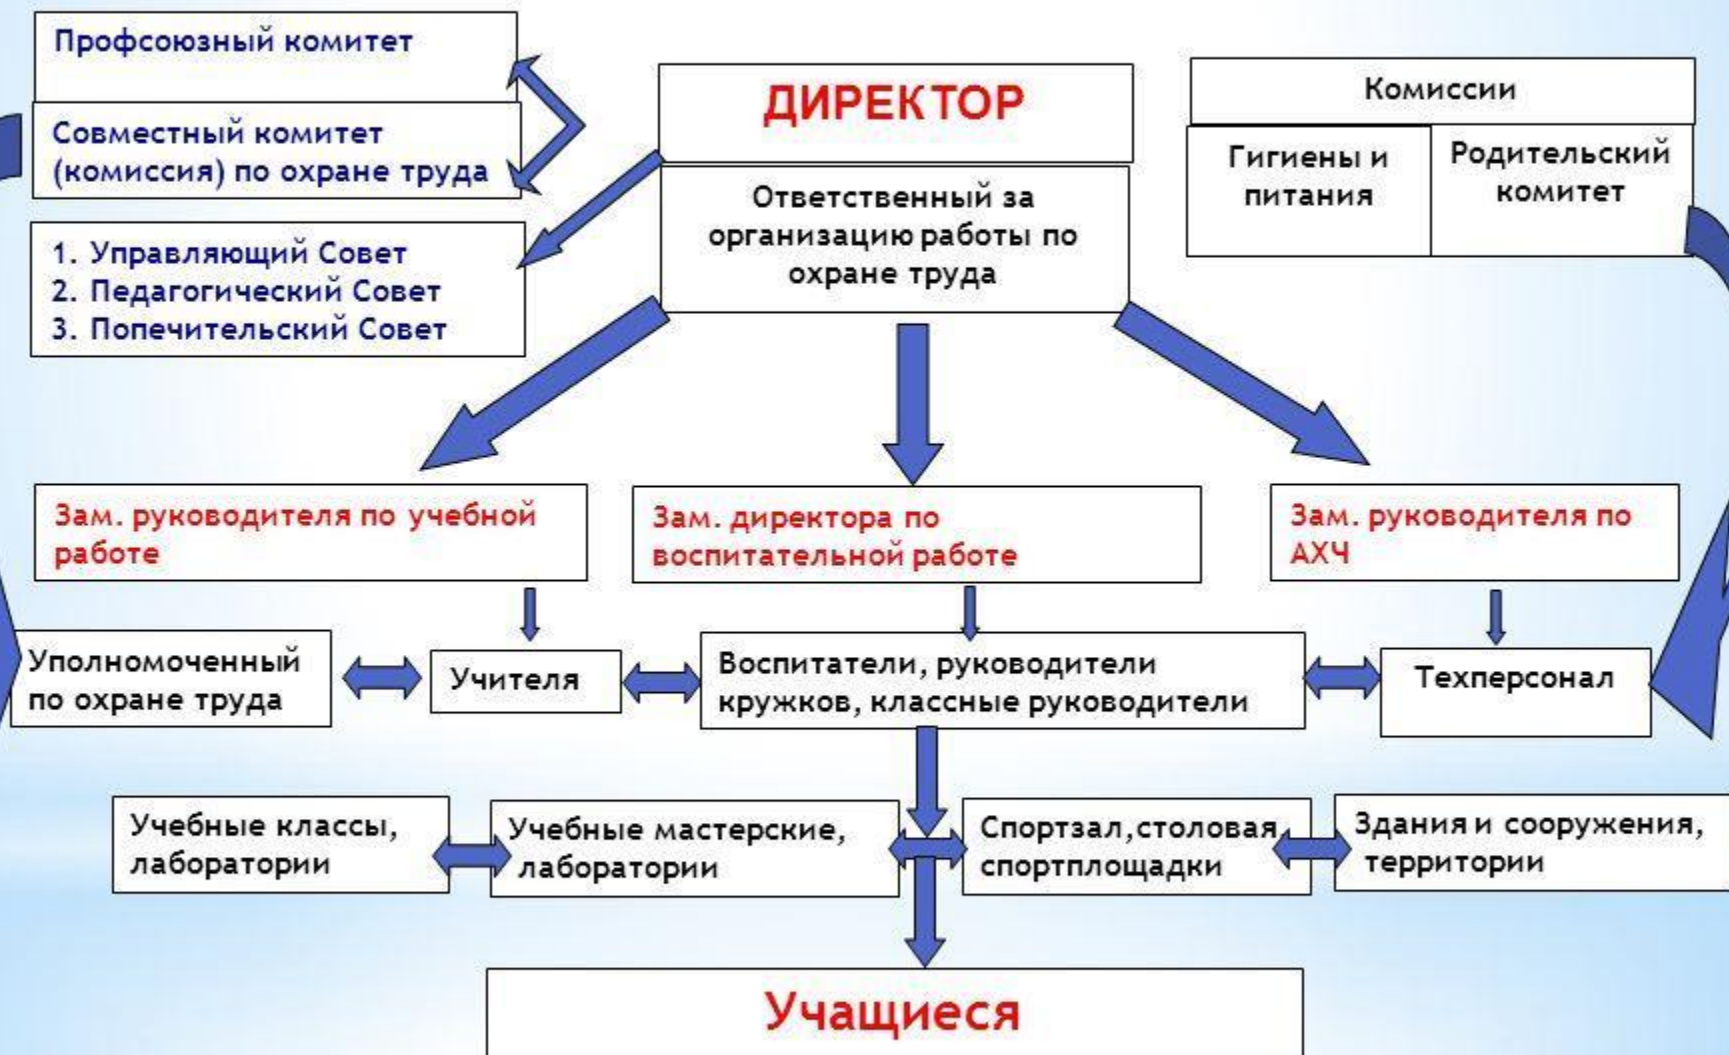 Профсоюзный комитет
Совместный комитет
(комиссия) по охране труда
1. Управляющий Совет
2. Педагогический Совет
3. Попечительский Совет
ДИРЕКТОР
Ответственный за
организацию работы по
охране труда
Комиссии
Гигиены и
питания
Родительский
комитет
Зам. руководителя по учебной
работе
Зам. директора по
воспитательной работе
Зам. руководителя по
АХЧ
Уполномоченный
по охране труда
Учителя
Воспитатели, руководители
кружков, классные руководители
Техперсонал
Учебные классы,
лаборатории
Учебные мастерские,
лаборатории
Спортзал,столовая,
спортплощадки
Здания и сооружения,
территории
Учащиеся